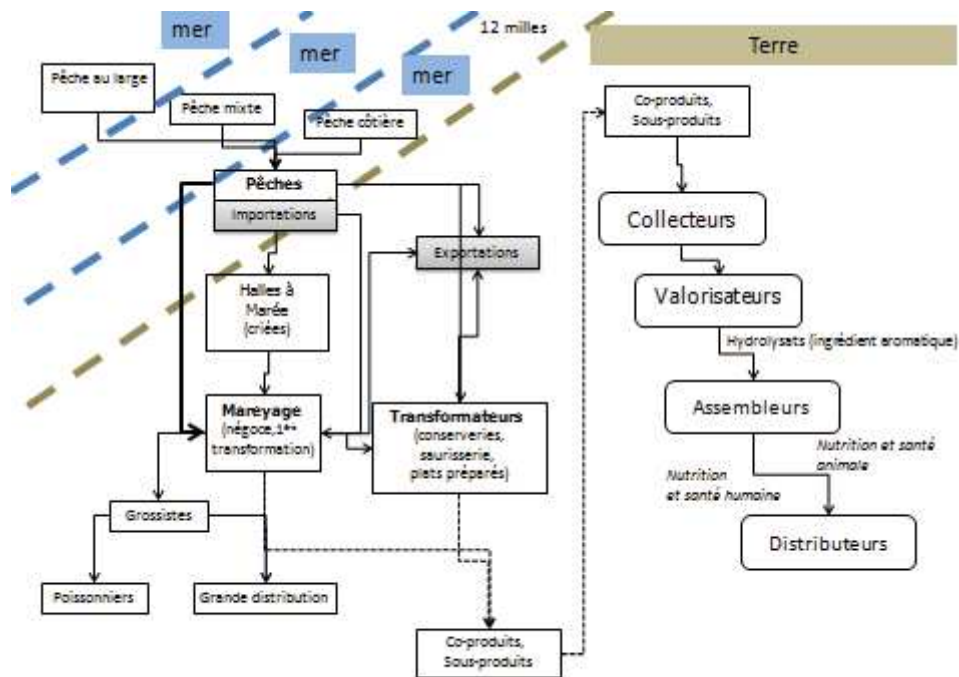 mer
12 milles
mer
mer
Terre
Pêche au large
Pêche mixte
Pêche côtière
Pêches
Importations
Exportations
Halles à
Marée
(criées)
Mareyage
(négoce,1ère
transformation)
Transformateurs
(conserveries,
saurisserie,
plats préparés)
Grossistes
Poissonniers
Grande distribution
Co-produits,
Sous-produits
Co-produits,
Sous-produits
Collecteurs
Valorisateurs
Hydrolysats (ingrédient aromatique)
Assembleurs
Nutrition et santé
animale
Nutrition
et santé humaine
Distributeurs